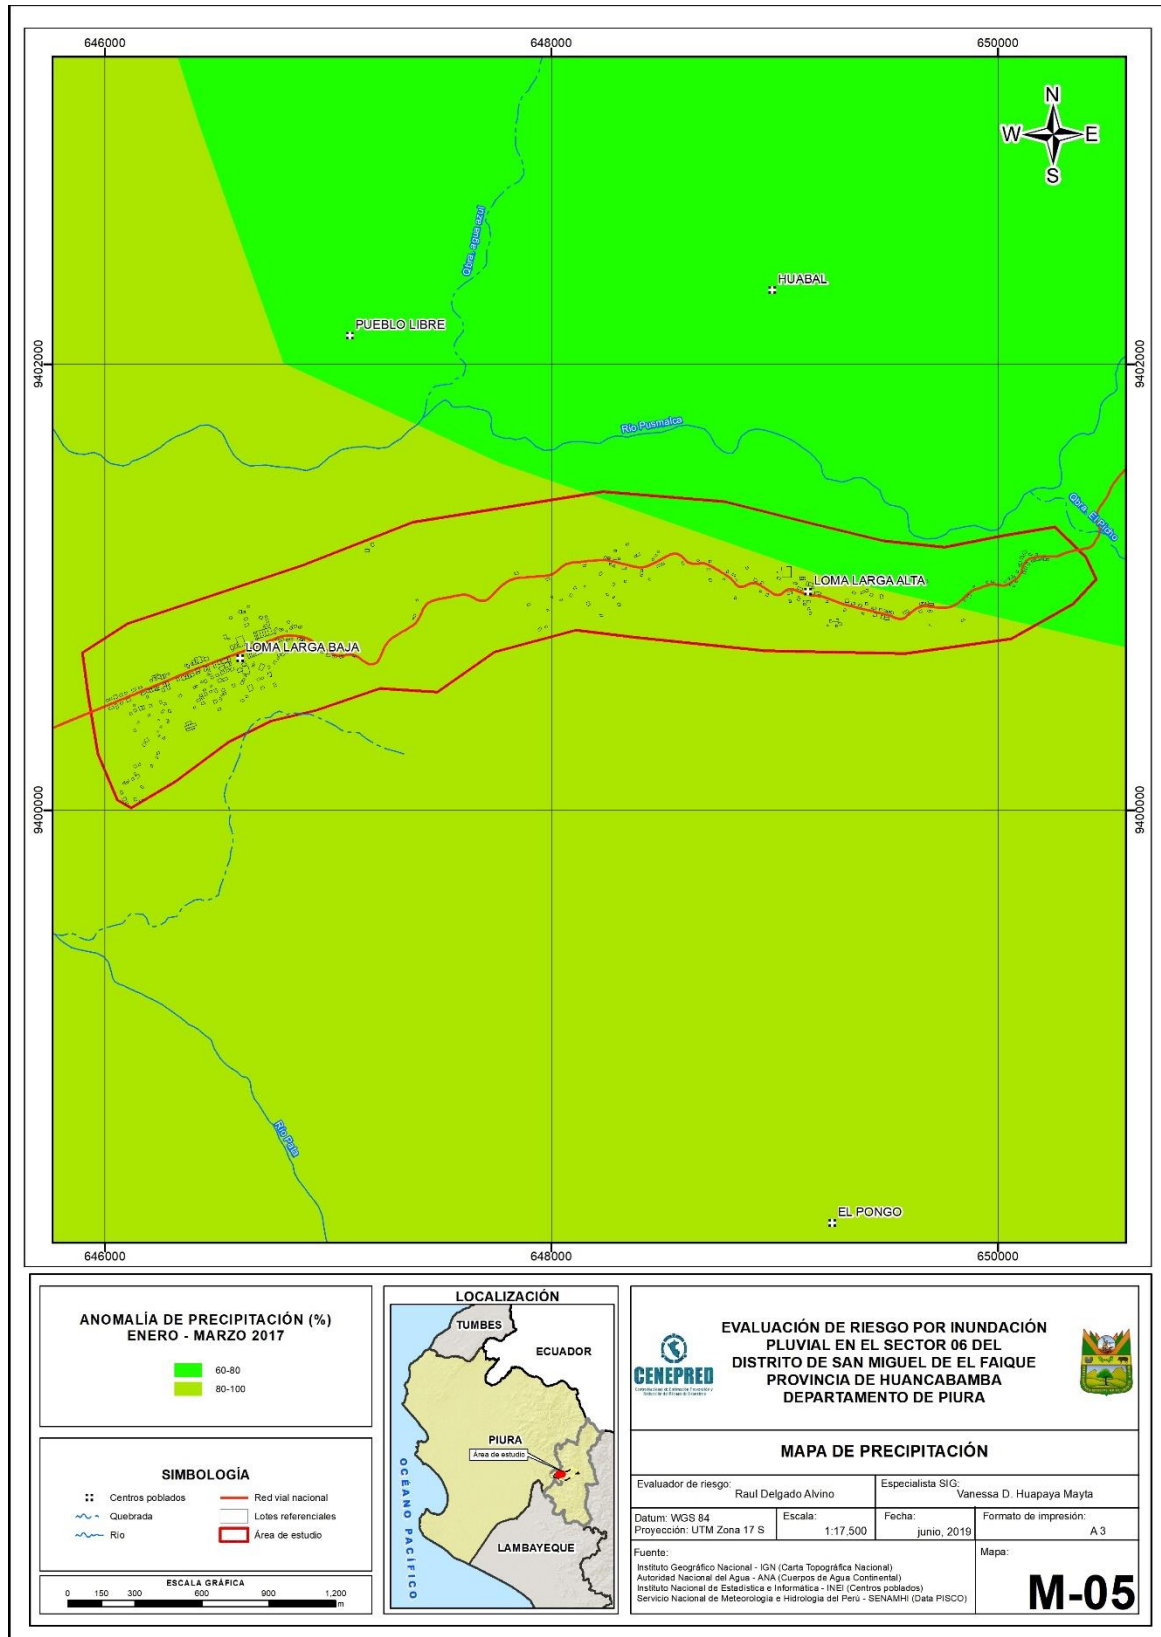 646000
648000
650000
N
W E
S
Qbra. agua azul
HUABAL
PUEBLO LIBRE
9402000
9402000
Río Pusmalca
Qbra. El Picho
LOMA LARGA ALTA
LOMA LARGA BAJA
9400000
9400000
Río Pata
EL PONGO
646000
648000
650000
ANOMALÍA DE PRECIPITACIÓN (%)
ENERO - MARZO 2017
60-80
80-100
SIMBOLOGÍA
Centros poblados
Red vial nacional
Quebrada
Lotes referenciales
Río
Área de estudio
ESCALA GRÁFICA
0 150 300 600 900 1,200
m
LOCALIZACIÓN
TUMBES
ECUADOR
PIURA
Área de estudio
OCÉANO PACÍFICO
LAMBAYEQUE
CENEPRED
EVALUACIÓN DE RIESGO POR INUNDACIÓN
PLUVIAL EN EL SECTOR 06 DEL
DISTRITO DE SAN MIGUEL DE EL FAIQUE
PROVINCIA DE HUANCABAMBA
DEPARTAMENTO DE PIURA
MAPA DE PRECIPITACIÓN
Evaluador de riesgo:
Raul Delgado Alvino
Especialista SIG:
Vanessa D. Huapaya Mayta
Datum: WGS 84
Proyección: UTM Zona 17 S
Escala:
1:17,500
Fecha:
junio, 2019
Formato de impresión:
A 3
Fuente:
Instituto Geográfico Nacional - IGN (Carta Topográfica Nacional)
Autoridad Nacional del Agua - ANA (Cuerpos de Agua Continental)
Instituto Nacional de Estadística e Informática - INEI (Centros poblados)
Servicio Nacional de Meteorología e Hidrología del Perú - SENAMHI (Data PISCO)
Mapa:
M-05